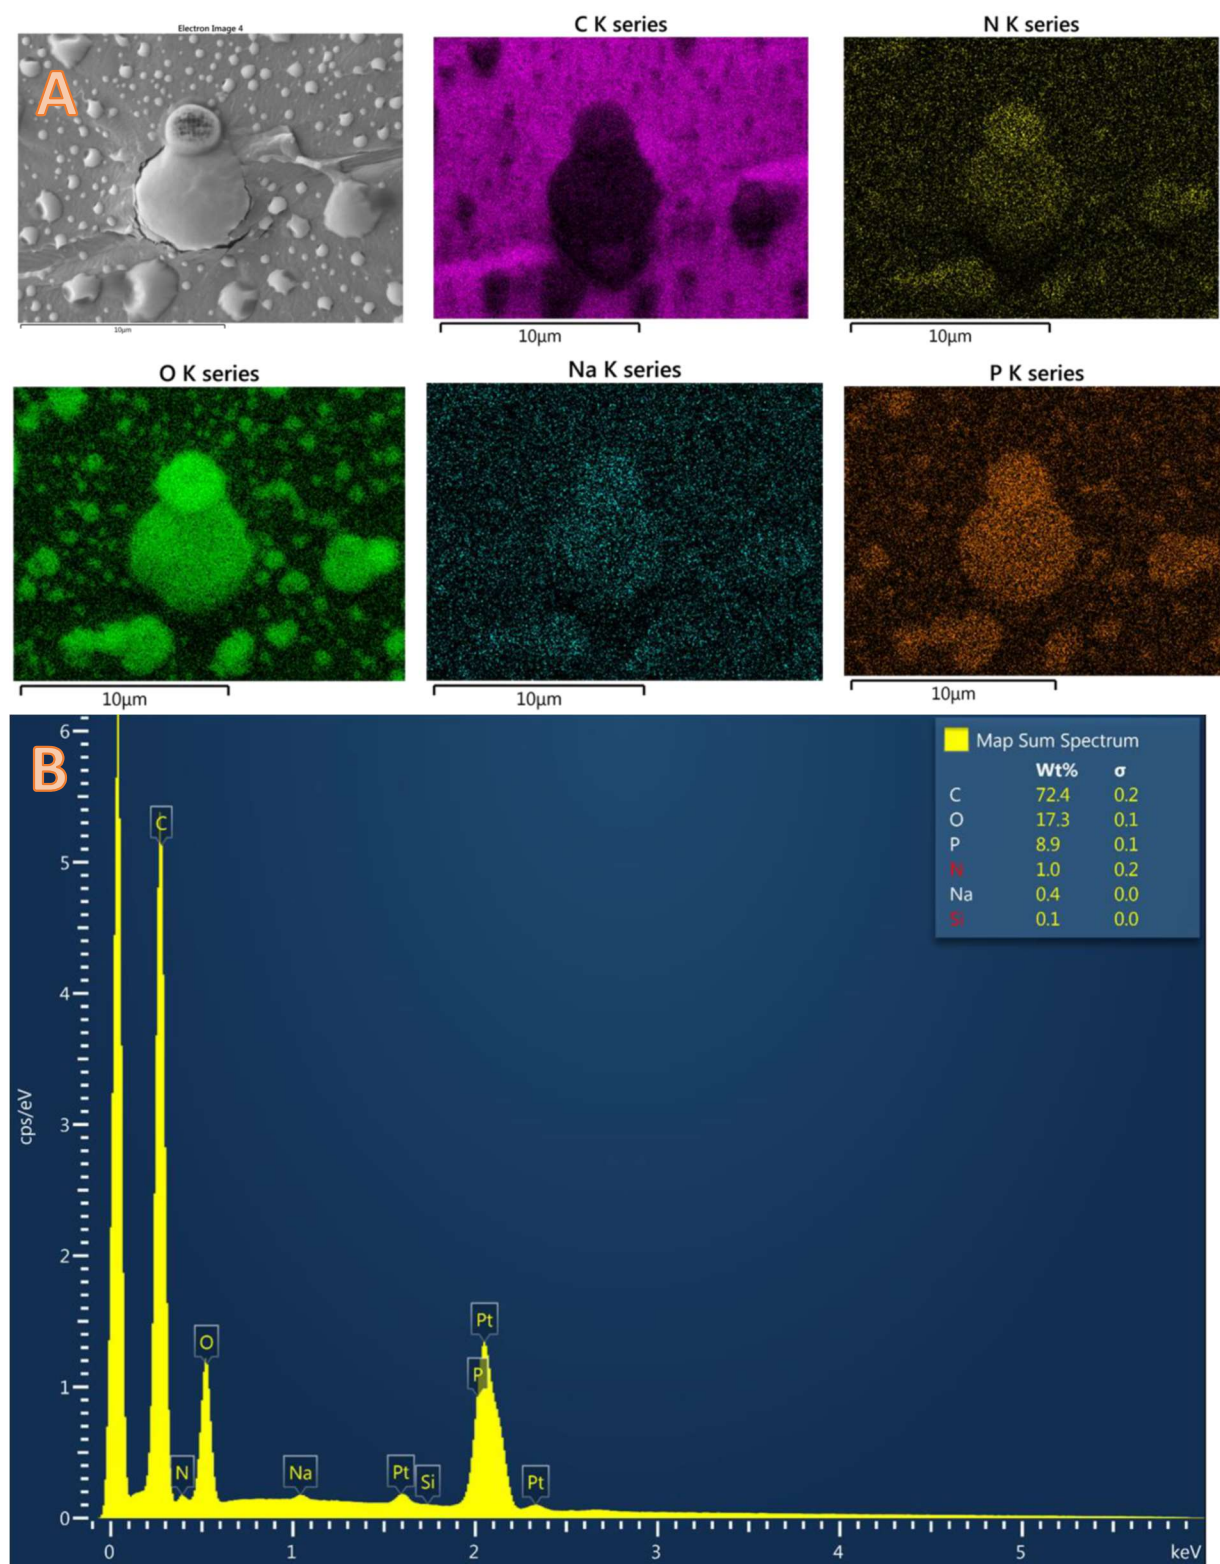 Electron Image 4
C K series
N K series
A
10µm
10µm
10µm
O K series
Na K series
P K series
10µm
10µm
10µm
B
Map Sum Spectrum
Wt% σ
C 72.4 0.2
O 17.3 0.1
P 8.9 0.1
N 1.0 0.2
Na 0.4 0.0
Si 0.1 0.0
6
C
5
4
cps/eV
3
2
Pt
O
P
1
N
Na
Pt
Si
Pt
0
0 1 2 3 4 5 keV